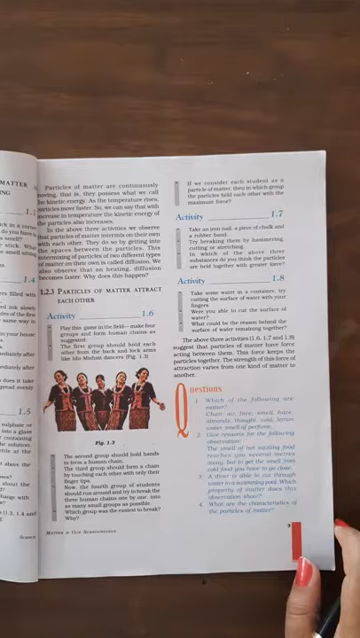 MATTER
1.3
1.4
1.5
Particles of matter are continuously
moving, that is, they possess what we call
the kinetic energy. As the temperature rises,
particles move faster. So, we can say that with
increase in temperature the kinetic energy of
the particles also increases.
In the above three activities we observe
that particles of matter intermix on their own
with each other. They do so by getting into
the spaces between the particles. This
intermixing of particles of two different types
of matter on their own is called diffusion. We
also observe that on heating, diffusion
becomes faster. Why does this happen?
1.2.3 PARTICLES OF MATTER ATTRACT
EACH OTHER
Activity 1.6
Play this game in the field— make four
groups and form human chains as
suggested:
The first group should hold each
other from the back and lock arms
like Idu-Mishmi dancers (Fig. 1.3).
Fig. 1.3
The second group should hold hands
to form a human chain.
The third group should form a chain
by touching each other with only their
finger tips.
Now, the fourth group of students
should run around and try to break the
three human chains one by one into
as many small groups as possible.
Which group was the easiest to break?
Why?
MATTER IN OUR SURROUNDINGS
If we consider each student as a
particle of matter, then in which group
the particles held each other with the
maximum force?
Activity 1.7
Take an iron nail, a piece of chalk and
a rubber band.
Try breaking them by hammering,
cutting or stretching.
In which of the above three
substances do you think the particles
are held together with greater force?
Activity 1.8
Take some water in a container, try
cutting the surface of water with your
fingers.
Were you able to cut the surface of
water?
What could be the reason behind the
surface of water remaining together?
The above three activities (1.6, 1.7 and 1.8)
suggest that particles of matter have force
acting between them. This force keeps the
particles together. The strength of this force of
attraction varies from one kind of matter to
another.
Questions
1. Which of the following are
matter?
Chair, air, love, smell, hate,
almonds, thought, cold, lemon
water, smell of perfume.
2. Give reasons for the following
observation:
The smell of hot sizzling food
reaches you several metres
away, but to get the smell from
cold food you have to go close.
3. A diver is able to cut through
water in a swimming pool. Which
property of matter does this
observation show?
4. What are the characteristics of
the particles of matter?